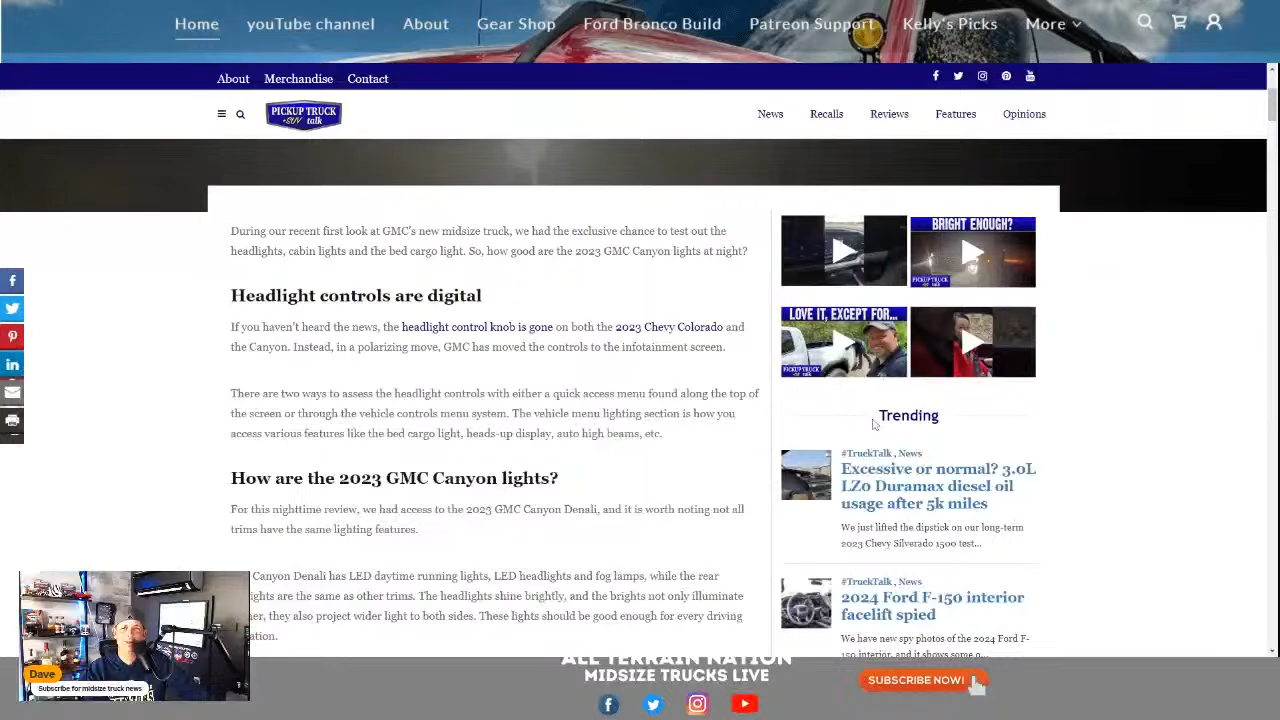 Home youTube channel About Gear Shop Ford Bronco Build Patreon Support Kelly's Picks More
About Merchandise Contact
PICKUP TRUCK
+SUV talk
News Recalls Reviews Features Opinions
During our recent first look at GMC's new midsize truck, we had the exclusive chance to test out the
headlights, cabin lights and the bed cargo light. So, how good are the 2023 GMC Canyon lights at night?
Headlight controls are digital
If you haven't heard the news, the headlight control knob is gone on both the 2023 Chevy Colorado and
the Canyon. Instead, in a polarizing move, GMC has moved the controls to the infotainment screen.
There are two ways to assess the headlight controls with either a quick access menu found along the top of
the screen or through the vehicle controls menu system. The vehicle menu lighting section is how you
access various features like the bed cargo light, heads-up display, auto high beams, etc.
How are the 2023 GMC Canyon lights?
For this nighttime review, we had access to the 2023 GMC Canyon Denali, and it is worth noting not all
trims have the same lighting features.
Canyon Denali has LED daytime running lights, LED headlights and fog lamps, while the rear
ights are the same as other trims. The headlights shine brightly, and the brights not only illuminate
er, they also project wider light to both sides. These lights should be good enough for every driving
ation.
BRIGHT ENOUGH?
PICKUP TRUCK
+SUV talk
LOVE IT, EXCEPT FOR...
PICKUP TRUCK
+SUV talk
Trending
#TruckTalk , News
Excessive or normal? 3.0L
LZ0 Duramax diesel oil
usage after 5k miles
We just lifted the dipstick on our long-term
2023 Chevy Silverado 1500 test...
#TruckTalk , News
2024 Ford F-150 interior
facelift spied
We have new spy photos of the 2024 Ford F-
150 interior, and it shows some o...
Dave
Subscribe for midsize truck news
ALL TERRAIN NATION
MIDSIZE TRUCKS LIVE
SUBSCRIBE NOW!